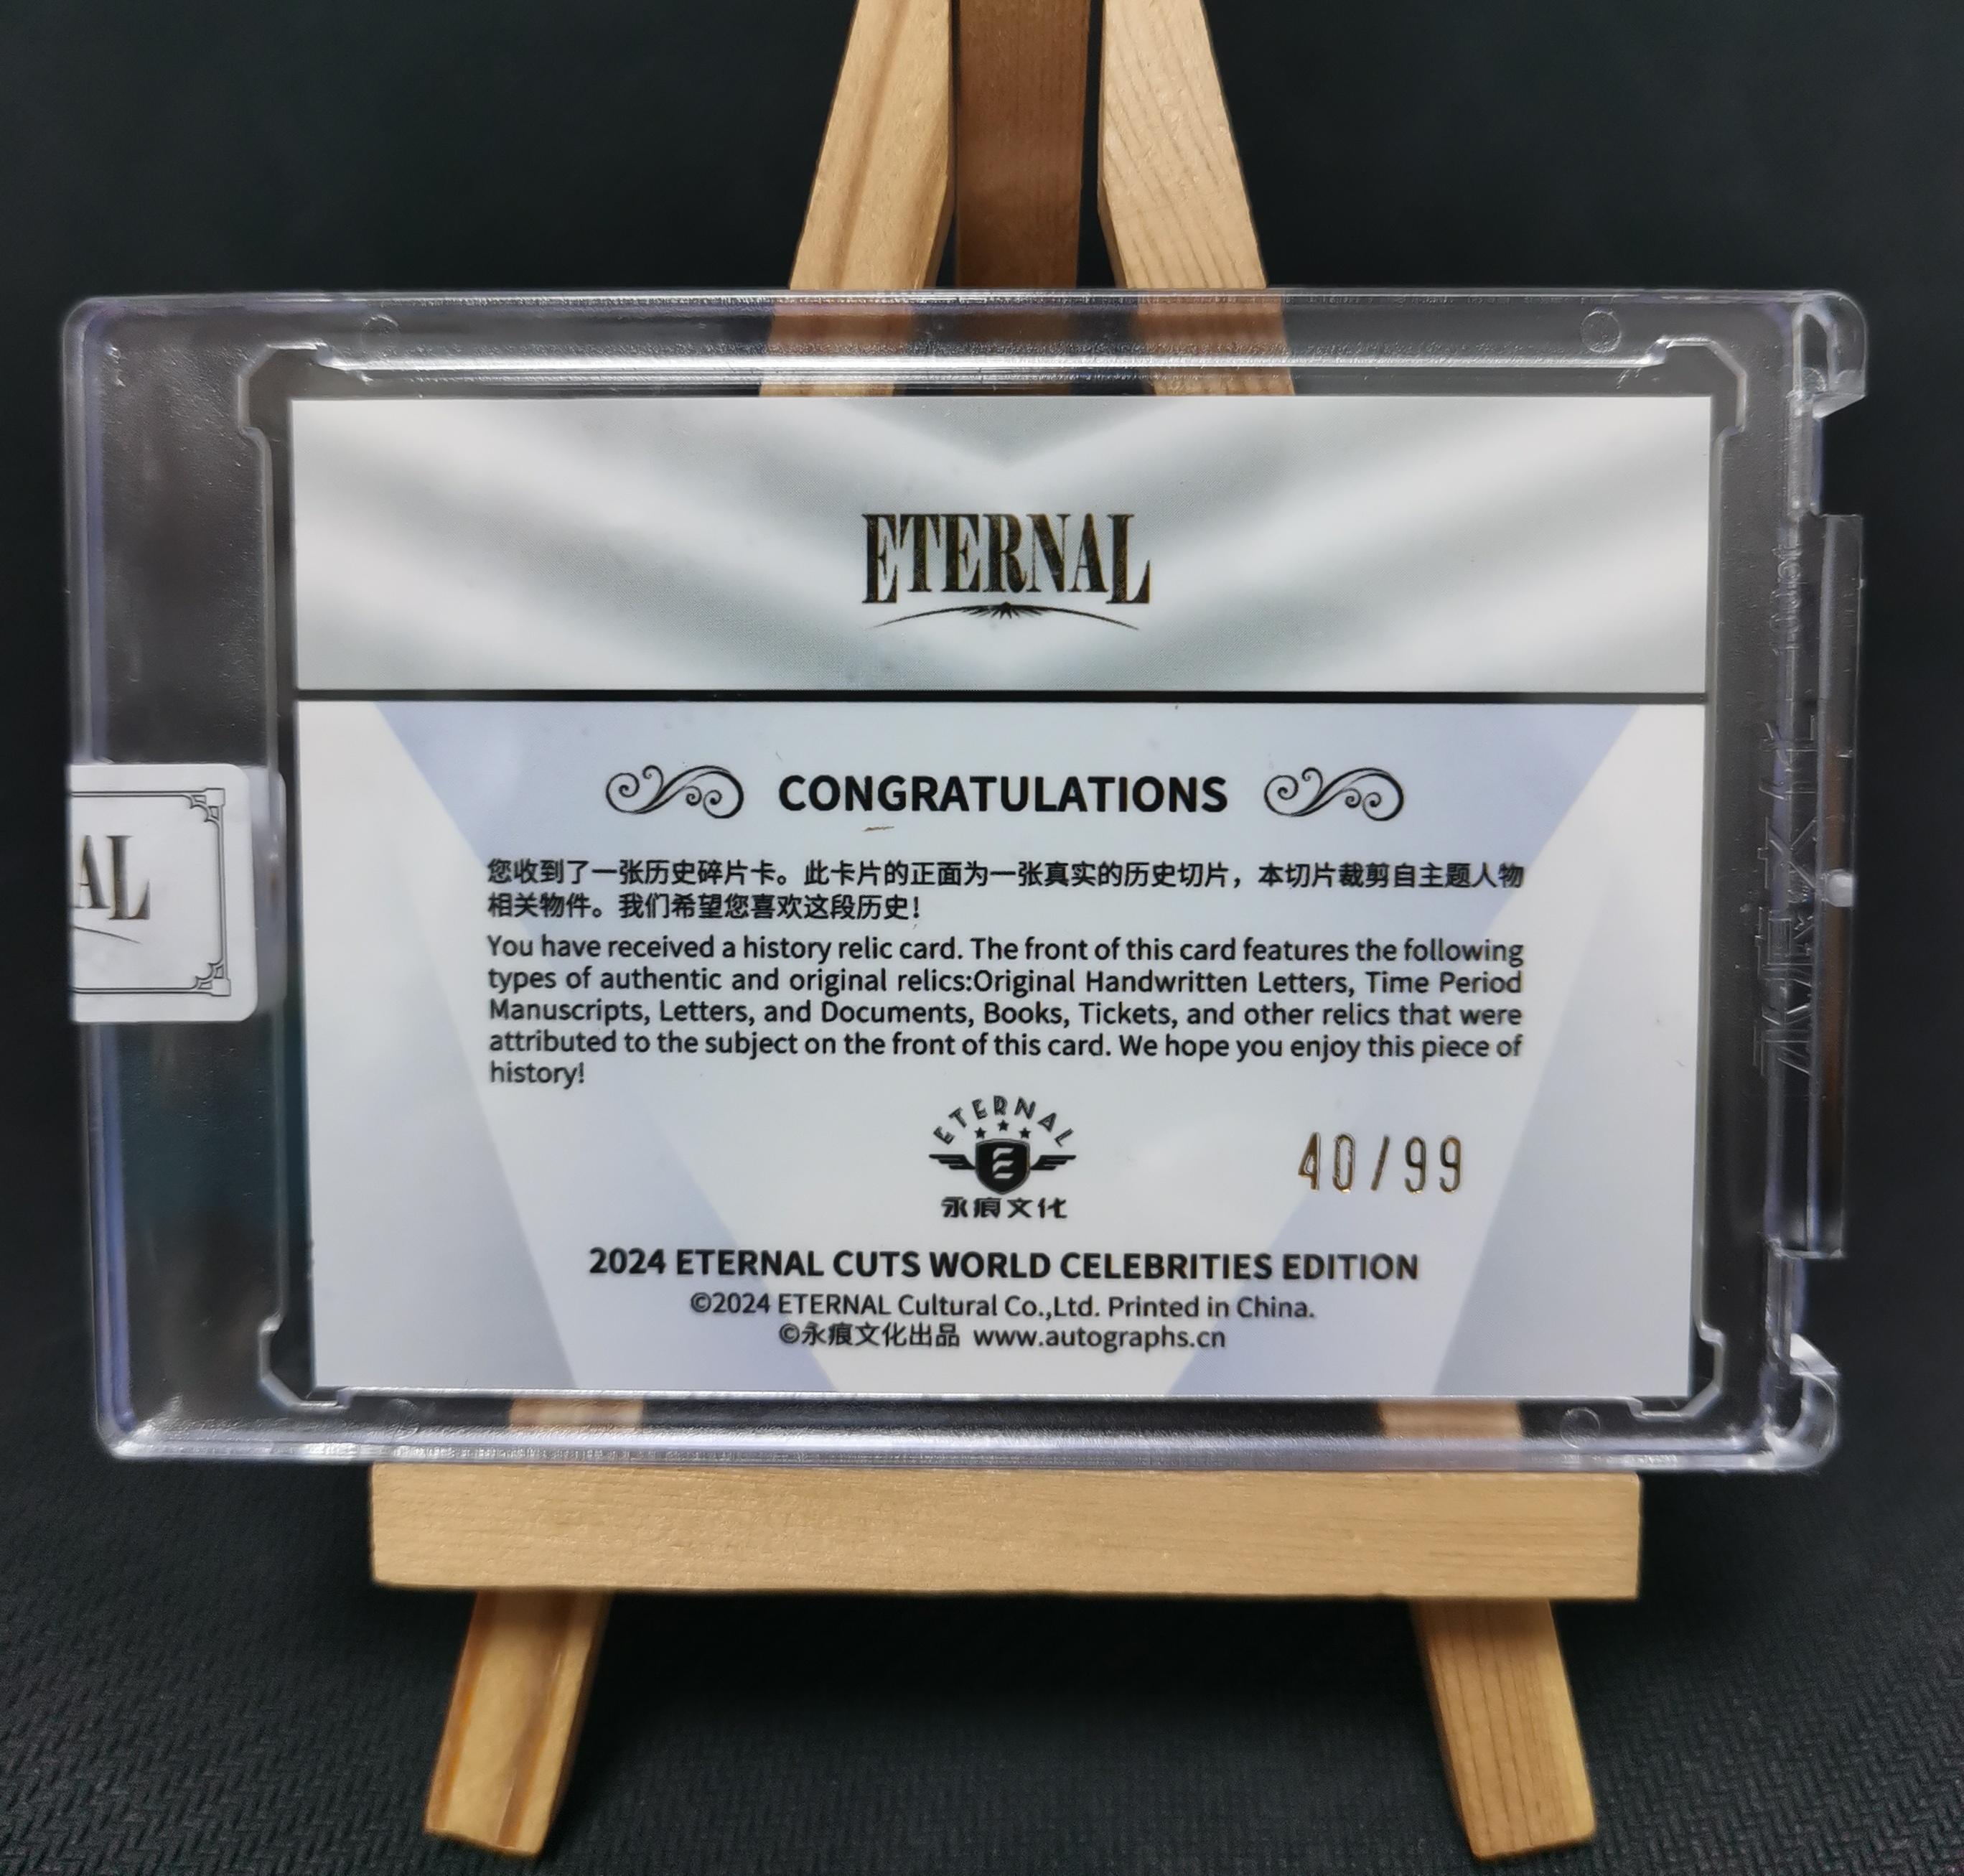 ETERNAL
CONGRATULATIONS
您收到了一张历史碎片卡。此卡片的正面为一张真实的历史切片，本切片裁剪自主题人物
相关物件。我们希望您喜欢这段历史！
You have received a history relic card. The front of this card features the following
types of authentic and original relics:Original Handwritten Letters, Time Period
Manuscripts, Letters, and Documents, Books, Tickets, and other relics that were
attributed to the subject on the front of this card. We hope you enjoy this piece of
history!
AL
ETERNAL
永痕文化
40/99
2024 ETERNAL CUTS WORLD CELEBRITIES EDITION
©2024 ETERNAL Cultural Co.,Ltd. Printed in China.
©永痕文化出品 www.autographs.cn
永痕文化